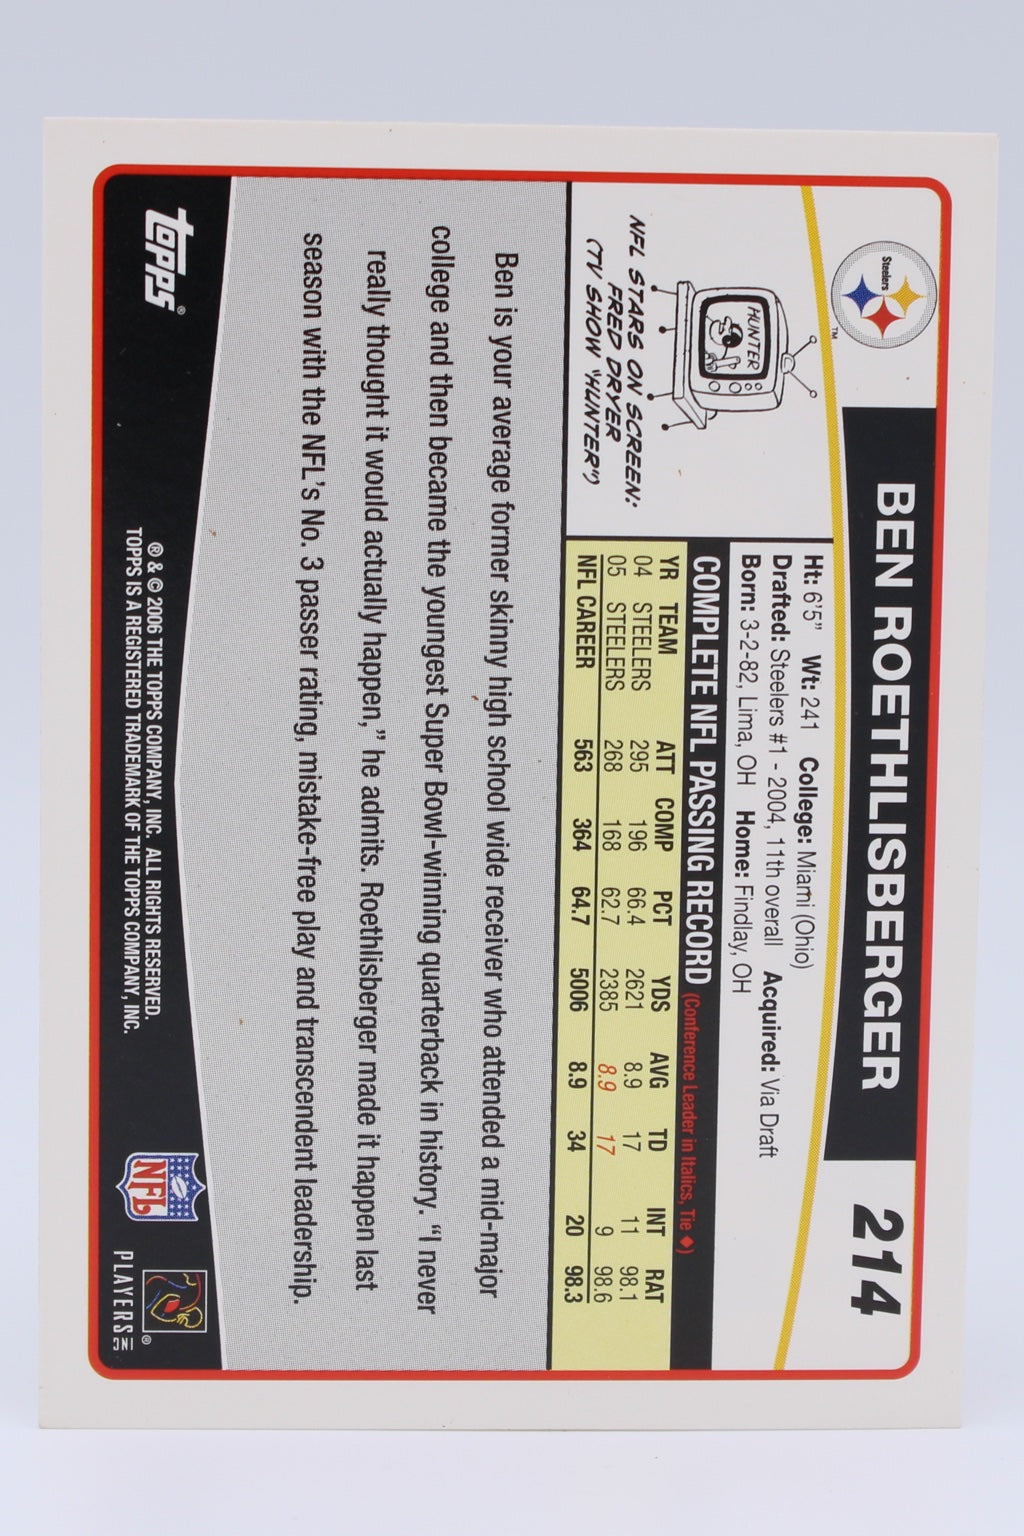 Steelers
TM
BEN ROETHLISBERGER
214
HUNTER
NFL STARS ON SCREEN:
FRED DRYER
(TV SHOW "HUNTER")
Ht: 6'5" Wt: 241 College: Miami (Ohio)
Drafted: Steelers #1 - 2004, 11th overall Acquired: Via Draft
Born: 3-2-82, Lima, OH Home: Findlay, OH
COMPLETE NFL PASSING RECORD (Conference Leader in Italics, Tie ♦)
YR TEAM ATT COMP PCT YDS AVG TD INT RAT
04 STEELERS 295 196 66.4 2621 8.9 17 11 98.1
05 STEELERS 268 168 62.7 2385 8.9 17 9 98.6
NFL CAREER 563 364 64.7 5006 8.9 34 20 98.3
Ben is your average former skinny high school wide receiver who attended a mid-major
college and then became the youngest Super Bowl-winning quarterback in history. "I never
really thought it would actually happen," he admits. Roethlisberger made it happen last
season with the NFL's No. 3 passer rating, mistake-free play and transcendent leadership.
topps®
® & © 2006 THE TOPPS COMPANY, INC. ALL RIGHTS RESERVED.
TOPPS IS A REGISTERED TRADEMARK OF THE TOPPS COMPANY, INC.
NFL
PLAYERS INC ®